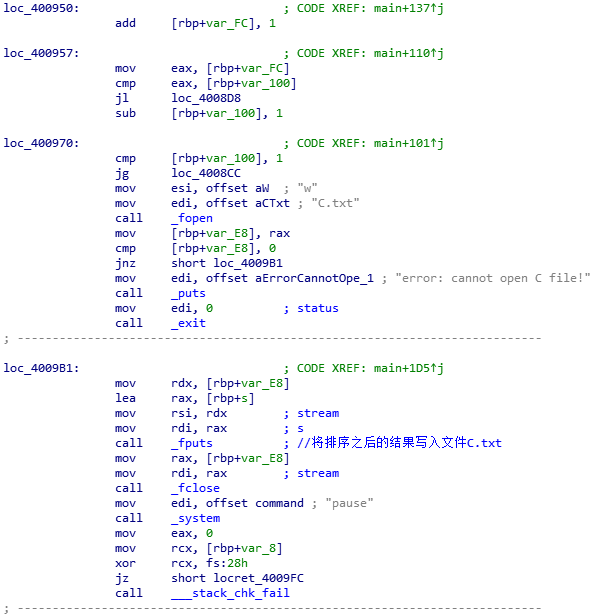 loc_400950: ; CODE XREF: main+137↑j
add [rbp+var_FC], 1
loc_400957: ; CODE XREF: main+110↑j
mov eax, [rbp+var_FC]
cmp eax, [rbp+var_100]
jl loc_4008D8
sub [rbp+var_100], 1
loc_400970: ; CODE XREF: main+101↑j
cmp [rbp+var_100], 1
jg loc_4008CC
mov esi, offset aW ; "w"
mov edi, offset aCTxt ; "C.txt"
call _fopen
mov [rbp+var_E8], rax
cmp [rbp+var_E8], 0
jnz short loc_4009B1
mov edi, offset aErrorCannotOpe_1 ; "error: cannot open C file!"
call _puts
mov edi, 0 ; status
call _exit
; ---------------------------------------------------------------------------
loc_4009B1: ; CODE XREF: main+1D5↑j
mov rdx, [rbp+var_E8]
lea rax, [rbp+s]
mov rsi, rdx ; stream
mov rdi, rax ; s
call _fputs ; //将排序之后的结果写入文件C.txt
mov rax, [rbp+var_E8]
mov rdi, rax ; stream
call _fclose
mov edi, offset command ; "pause"
call _system
mov eax, 0
mov rcx, [rbp+var_8]
xor rcx, fs:28h
jz short locret_4009FC
call ___stack_chk_fail
; ---------------------------------------------------------------------------